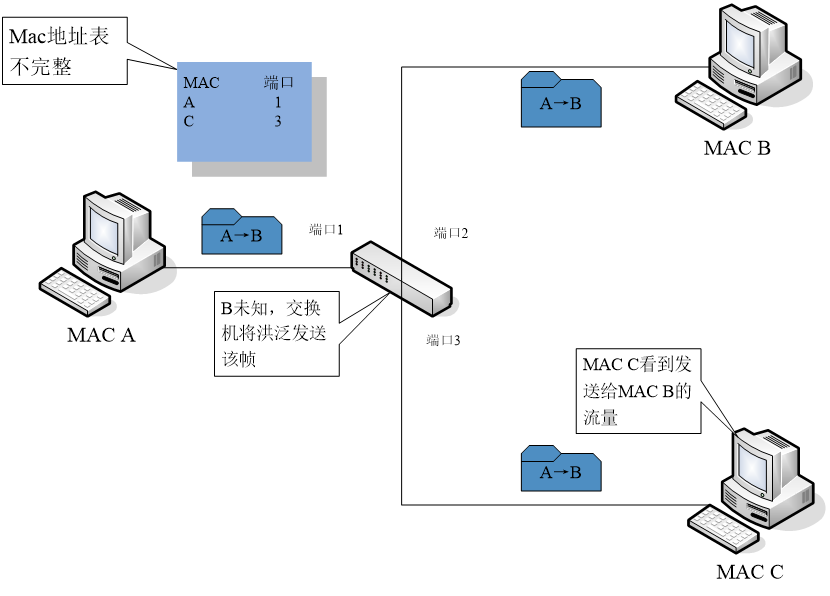 Mac地址表
不完整
MAC 端口
A 1
C 3
A→B
MAC B
A→B
端口1
端口2
MAC A
B未知，交换
机将洪泛发送
该帧
端口3
MAC C看到发
送给MAC B的
流量
A→B
MAC C